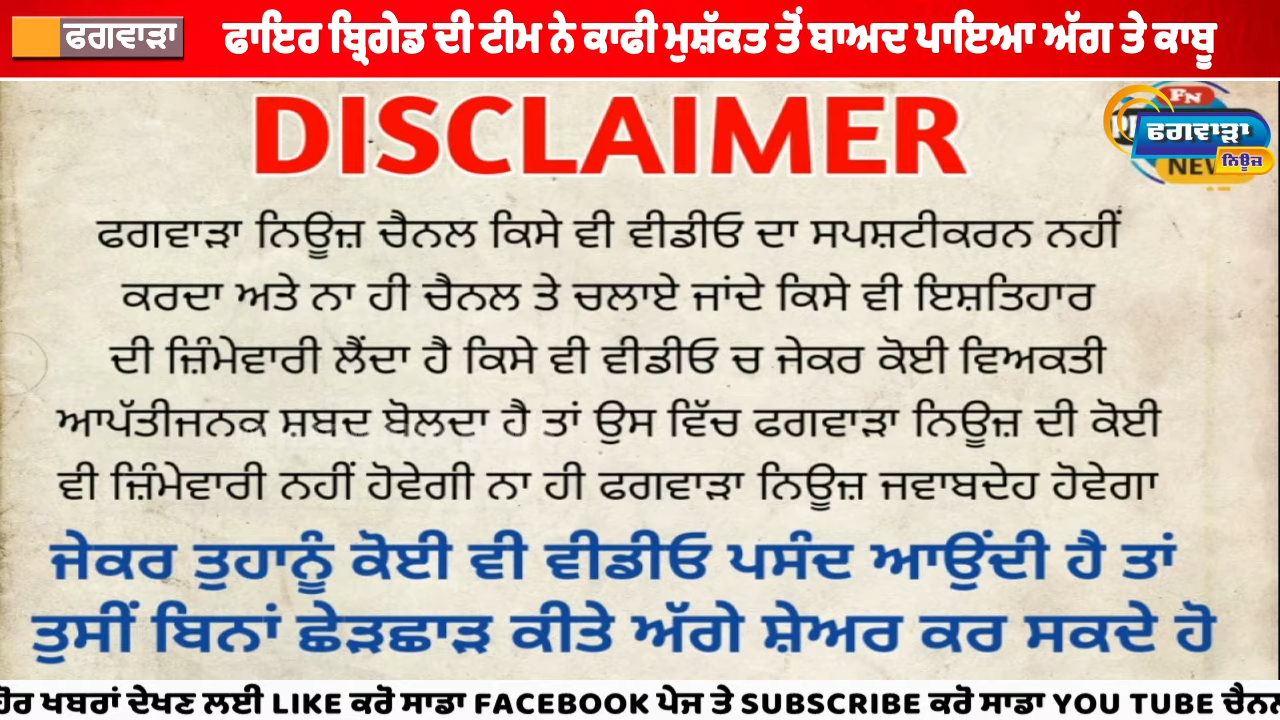 ਫਗਵਾੜਾ
ਫਾਇਰ ਬ੍ਰਿਗੇਡ ਦੀ ਟੀਮ ਨੇ ਕਾਫੀ ਮੁਸ਼ੱਕਤ ਤੋਂ ਬਾਅਦ ਪਾਇਆ ਅੱਗ ਤੇ ਕਾਬੂ
DISCLAIMER
FN
ਫਗਵਾੜਾ
ਨਿਊਜ਼
ਫਗਵਾੜਾ ਨਿਊਜ਼ ਚੈਨਲ ਕਿਸੇ ਵੀ ਵੀਡੀਓ ਦਾ ਸਪਸ਼ਟੀਕਰਨ ਨਹੀਂ
ਕਰਦਾ ਅਤੇ ਨਾ ਹੀ ਚੈਨਲ ਤੇ ਚਲਾਏ ਜਾਂਦੇ ਕਿਸੇ ਵੀ ਇਸ਼ਤਿਹਾਰ
ਦੀ ਜ਼ਿੰਮੇਵਾਰੀ ਲੈਂਦਾ ਹੈ ਕਿਸੇ ਵੀ ਵੀਡੀਓ ਚ ਜੇਕਰ ਕੋਈ ਵਿਅਕਤੀ
ਆਪੱਤੀਜਨਕ ਸ਼ਬਦ ਬੋਲਦਾ ਹੈ ਤਾਂ ਉਸ ਵਿੱਚ ਫਗਵਾੜਾ ਨਿਊਜ਼ ਦੀ ਕੋਈ
ਵੀ ਜ਼ਿੰਮੇਵਾਰੀ ਨਹੀਂ ਹੋਵੇਗੀ ਨਾ ਹੀ ਫਗਵਾੜਾ ਨਿਊਜ਼ ਜਵਾਬਦੇਹ ਹੋਵੇਗਾ
ਜੇਕਰ ਤੁਹਾਨੂੰ ਕੋਈ ਵੀ ਵੀਡੀਓ ਪਸੰਦ ਆਉਂਦੀ ਹੈ ਤਾਂ
ਤੁਸੀਂ ਬਿਨਾਂ ਛੇੜਛਾੜ ਕੀਤੇ ਅੱਗੇ ਸ਼ੇਅਰ ਕਰ ਸਕਦੇ ਹੋ
ਹੋਰ ਖਬਰਾਂ ਦੇਖਣ ਲਈ LIKE ਕਰੋ ਸਾਡਾ FACEBOOK ਪੇਜ ਤੇ SUBSCRIBE ਕਰੋ ਸਾਡਾ YOU TUBE